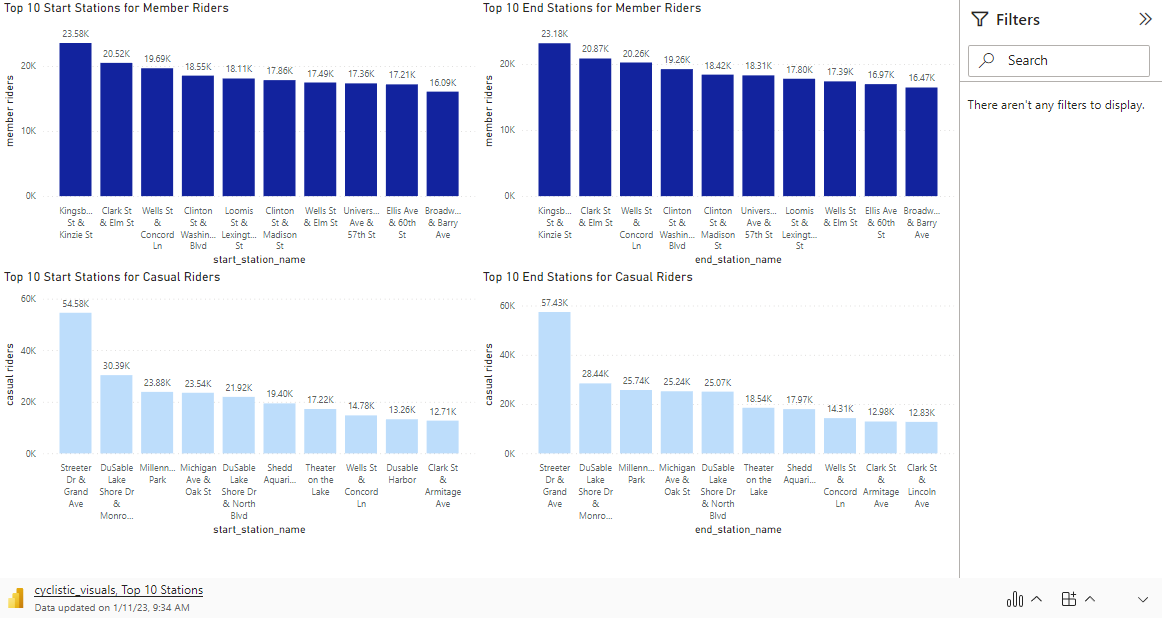 Top 10 Start Stations for Member Riders
member riders
20K
10K
0K
23.58K
20.52K
19.69K
18.55K
18.11K
17.86K
17.49K
17.36K
17.21K
16.09K
Kingsb...
St &
Kinzie St
Clark St
& Elm St
Wells St
&
Concord
Ln
Clinton
St &
Washin...
Blvd
Loomis
St &
Lexingt...
St
Clinton
St &
Madison
St
Wells St
& Elm St
Univers...
Ave &
57th St
Ellis Ave
& 60th
St
Broadw...
& Barry
Ave
start_station_name
Top 10 End Stations for Member Riders
member riders
20K
10K
0K
23.18K
20.87K
20.26K
19.26K
18.42K
18.31K
17.80K
17.39K
16.97K
16.47K
Kingsb...
St &
Kinzie St
Clark St
& Elm St
Wells St
&
Concord
Ln
Clinton
St &
Washin...
Blvd
Clinton
St &
Madison
St
Univers...
Ave &
57th St
Loomis
St &
Lexingt...
St
Wells St
& Elm St
Ellis Ave
& 60th
St
Broadw...
& Barry
Ave
end_station_name
Top 10 Start Stations for Casual Riders
casual riders
60K
40K
20K
0K
54.58K
30.39K
23.88K
23.54K
21.92K
19.40K
17.22K
14.78K
13.26K
12.71K
Streeter
Dr &
Grand
Ave
DuSable
Lake
Shore Dr
&
Monro...
Millenn...
Park
Michigan
Ave &
Oak St
DuSable
Lake
Shore Dr
& North
Blvd
Shedd
Aquari...
Theater
on the
Lake
Wells St
&
Concord
Ln
Dusable
Harbor
Clark St
&
Armitage
Ave
start_station_name
Top 10 End Stations for Casual Riders
casual riders
60K
40K
20K
0K
57.43K
28.44K
25.74K
25.24K
25.07K
18.54K
17.97K
14.31K
12.98K
12.83K
Streeter
Dr &
Grand
Ave
DuSable
Lake
Shore Dr
&
Monro...
Millenn...
Park
Michigan
Ave &
Oak St
DuSable
Lake
Shore Dr
& North
Blvd
Theater
on the
Lake
Shedd
Aquari...
Wells St
&
Concord
Ln
Clark St
&
Armitage
Ave
Clark St
&
Lincoln
Ave
end_station_name
Filters
Search
There aren't any filters to display.
cyclistic_visuals, Top 10 Stations
Data updated on 1/11/23, 9:34 AM